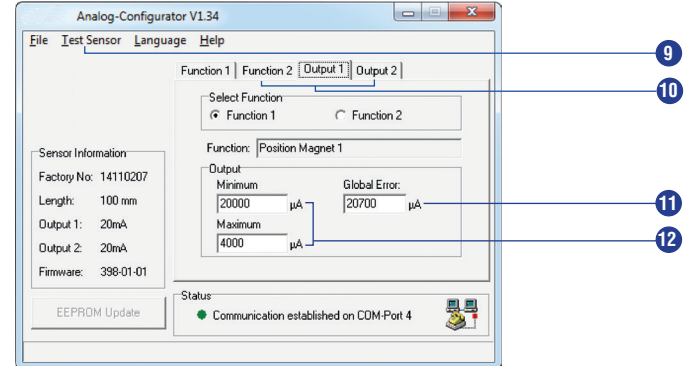 Analog-Configurator V1.34
File Test Sensor Language Help
9
Function 1 Function 2 Output 1 Output 2
10
Select Function
Function 1 Function 2
Function: Position Magnet 1
Sensor Information
Factory No: 14110207
Length: 100 mm
Output 1: 20mA
Output 2: 20mA
Firmware: 398-01-01
EEPROM Update
Output
Minimum Global Error:
20000 µA 20700 µA
11
Maximum
4000 µA
12
Status
Communication established on COM-Port 4